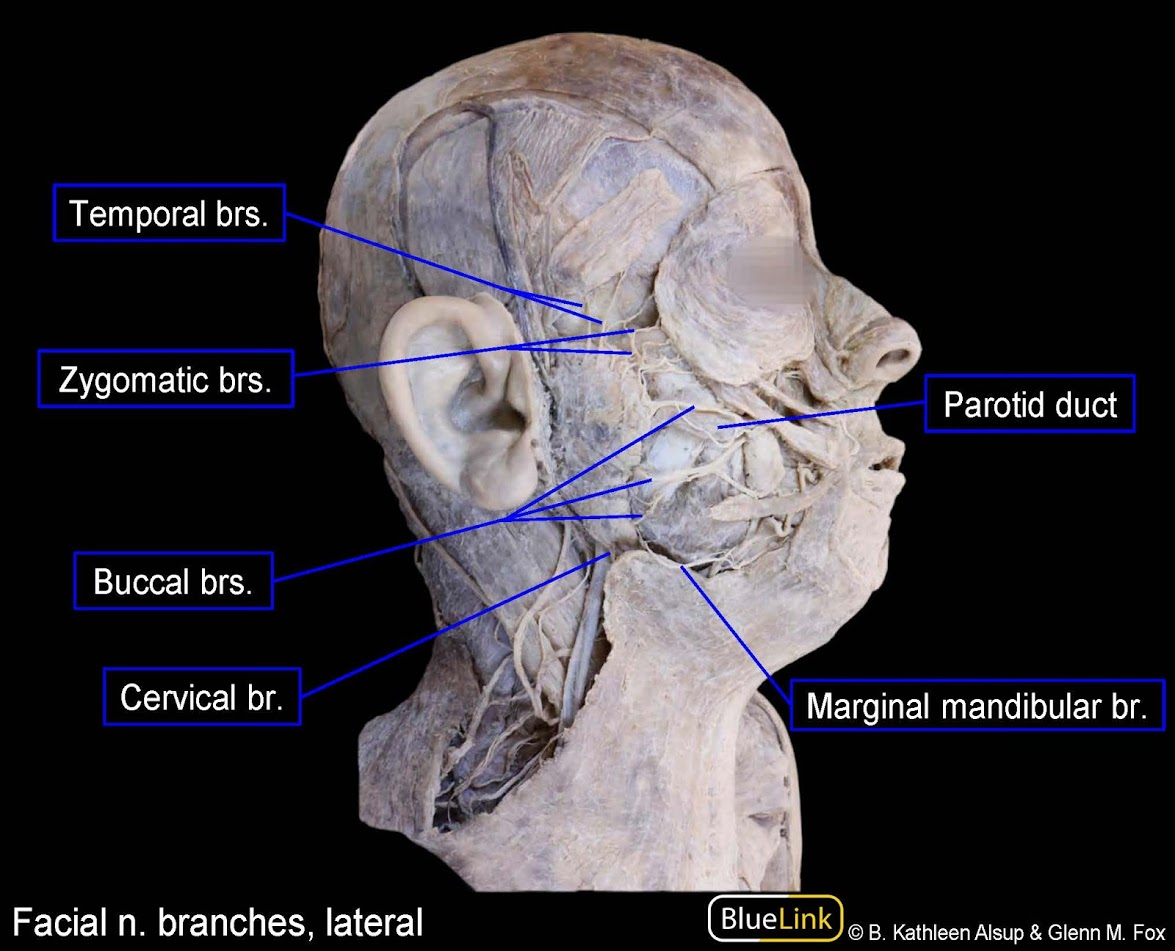 Temporal brs.
Zygomatic brs.
Parotid duct
Buccal brs.
Cervical br.
Marginal mandibular br.
Facial n. branches, lateral
BlueLink
© B. Kathleen Alsup & Glenn M. Fox